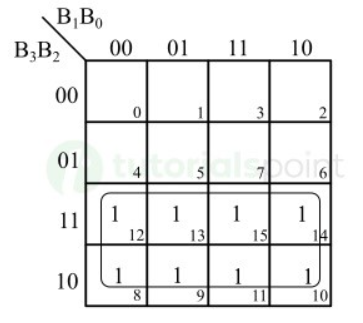 B₁B₀
B₃B₂ 00 01 11 10
00
0 1 3 2
01
4 5 7 6
tutorialspoint
11 1 1 1 1
12 13 15 14
10 1 1 1 1
8 9 11 10